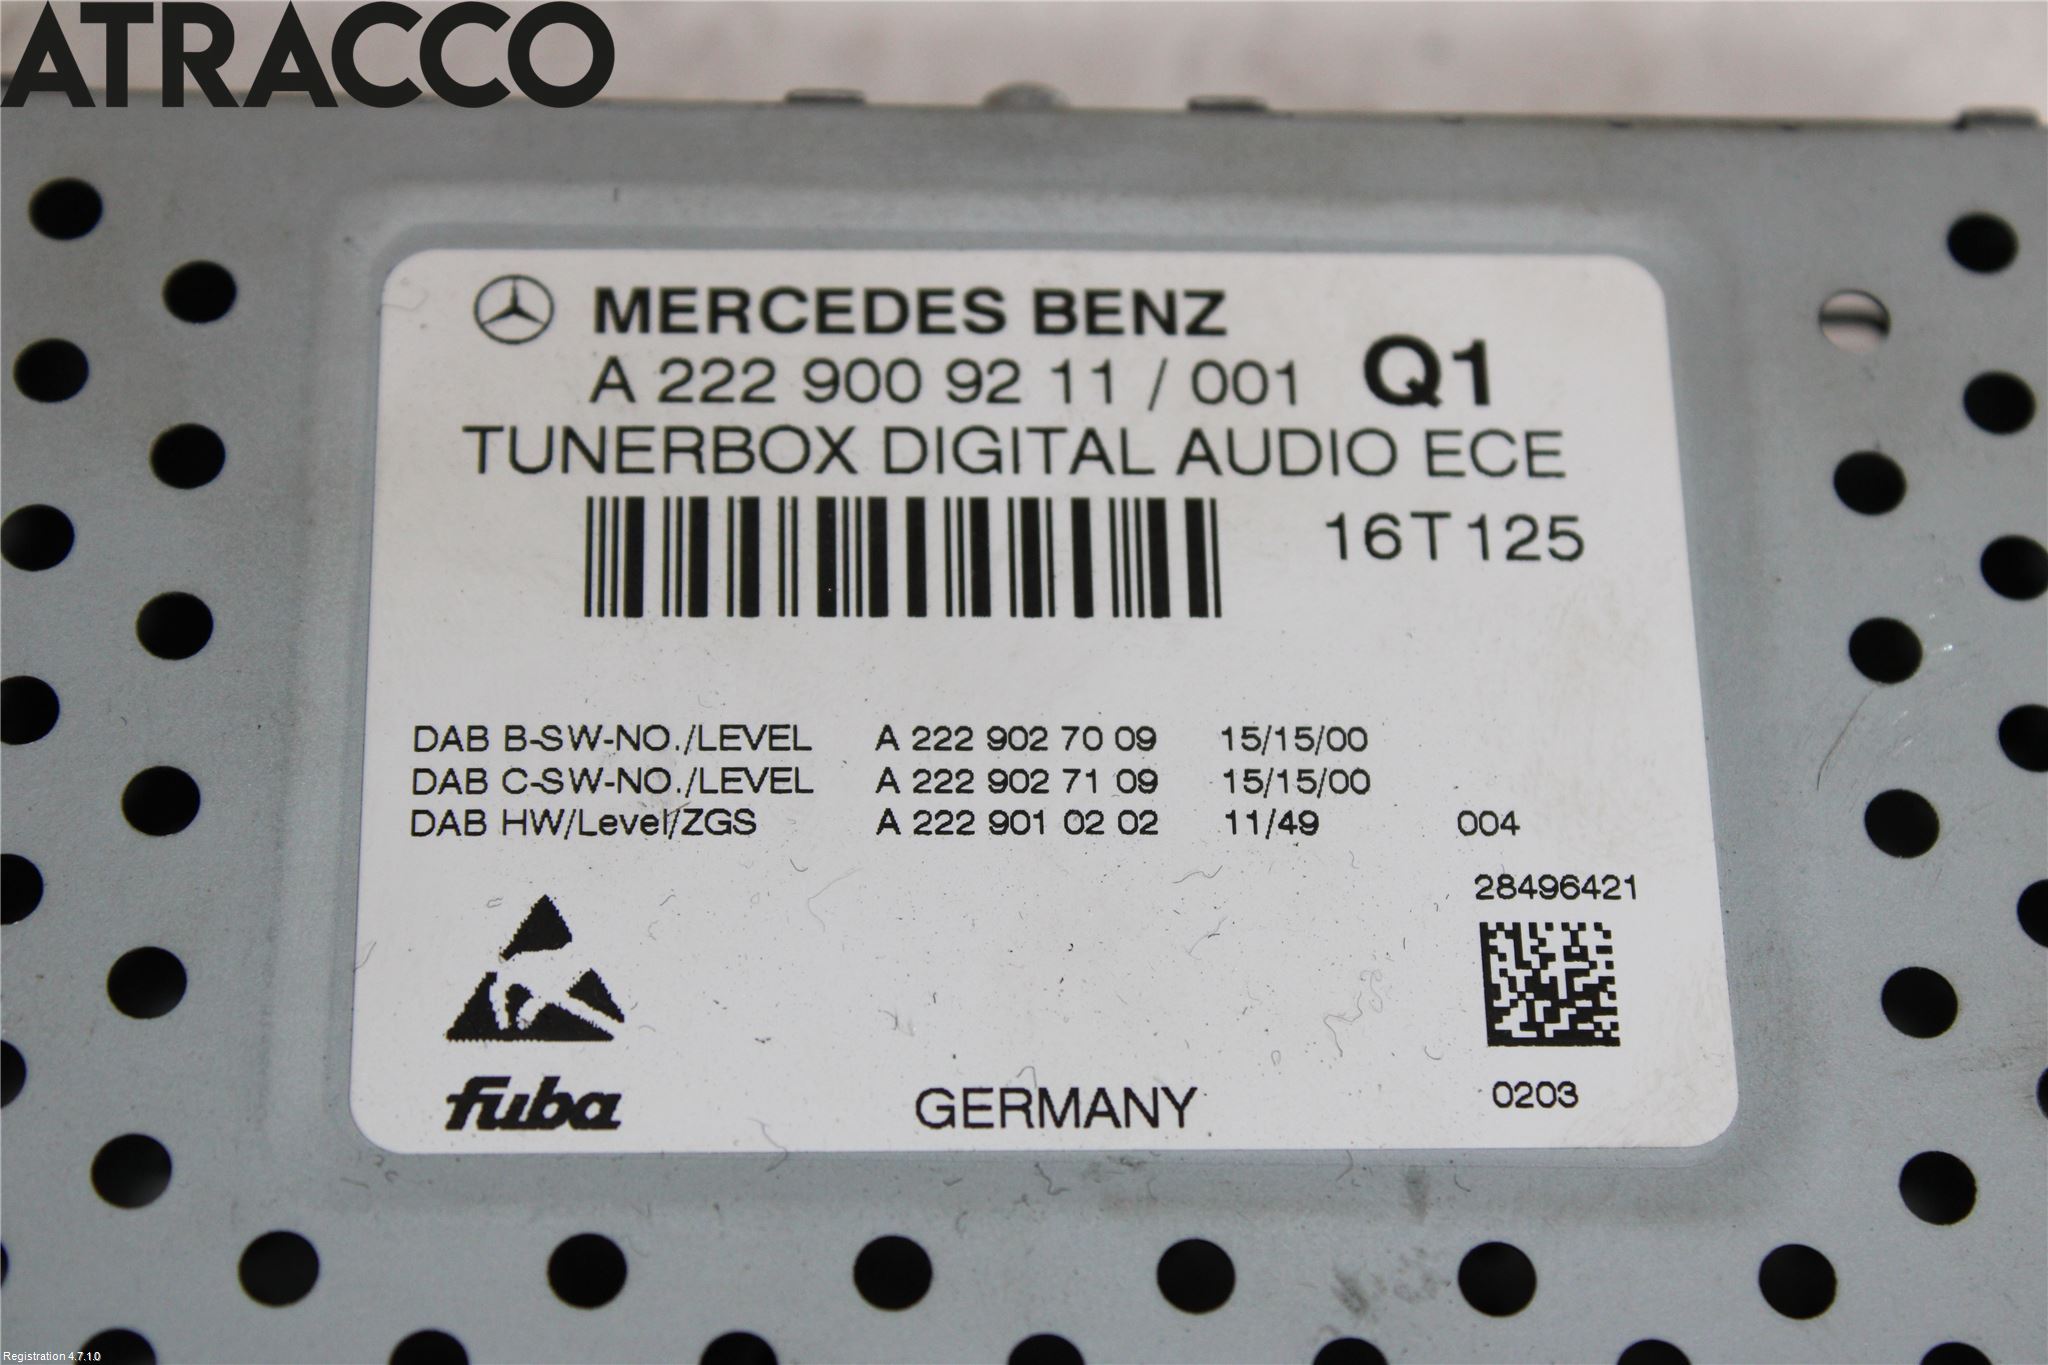 ATRACCO
MERCEDES BENZ
A 222 900 92 11 / 001 Q1
TUNERBOX DIGITAL AUDIO ECE
16T125
DAB B-SW-NO./LEVEL A 222 902 70 09 15/15/00
DAB C-SW-NO./LEVEL A 222 902 71 09 15/15/00
DAB HW/Level/ZGS A 222 901 02 02 11/49 004
28496421
fuba GERMANY 0203
Registration 4.7.1.0